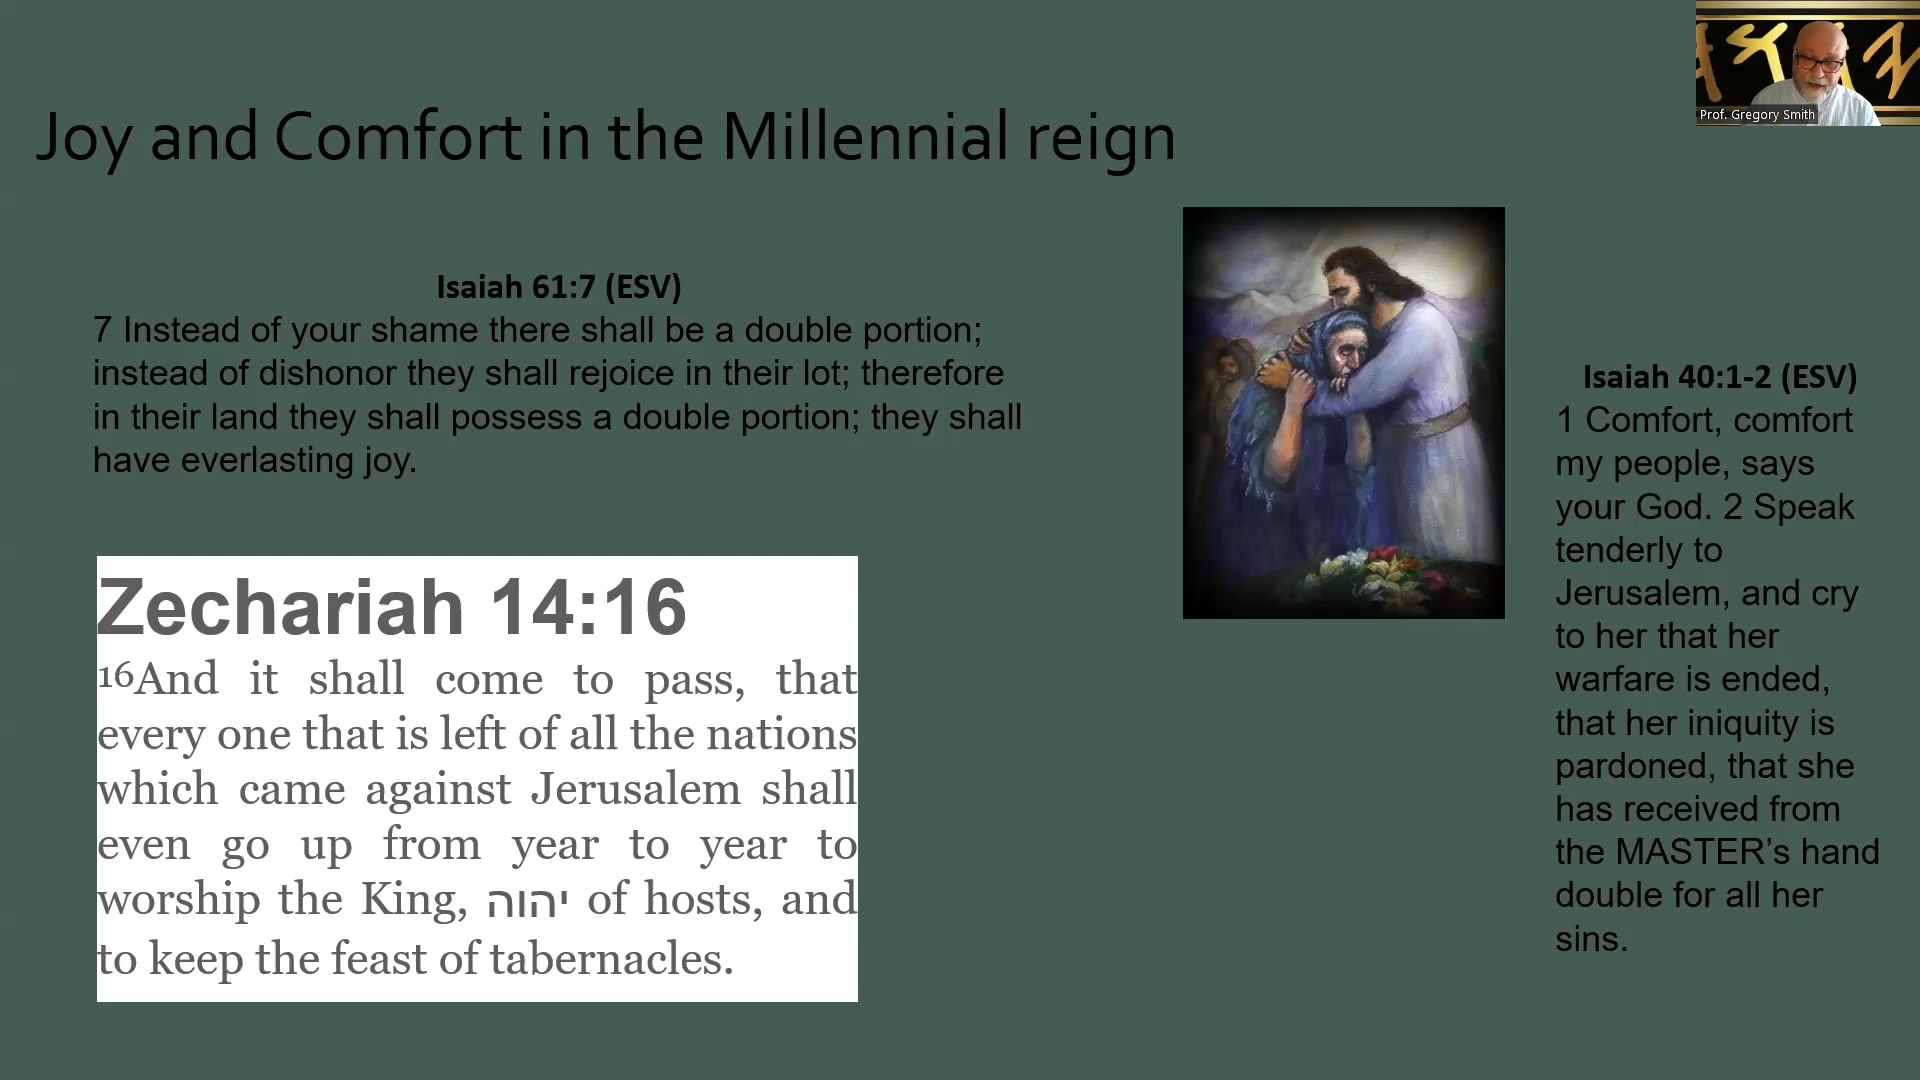 Joy and Comfort in the Millennial reign
Prof. Gregory Smith
Isaiah 61:7 (ESV)
7 Instead of your shame there shall be a double portion;
instead of dishonor they shall rejoice in their lot; therefore
in their land they shall possess a double portion; they shall
have everlasting joy.
Zechariah 14:16
16And it shall come to pass, that
every one that is left of all the nations
which came against Jerusalem shall
even go up from year to year to
worship the King, יהוה of hosts, and
to keep the feast of tabernacles.
Isaiah 40:1-2 (ESV)
1 Comfort, comfort
my people, says
your God. 2 Speak
tenderly to
Jerusalem, and cry
to her that her
warfare is ended,
that her iniquity is
pardoned, that she
has received from
the MASTER’s hand
double for all her
sins.